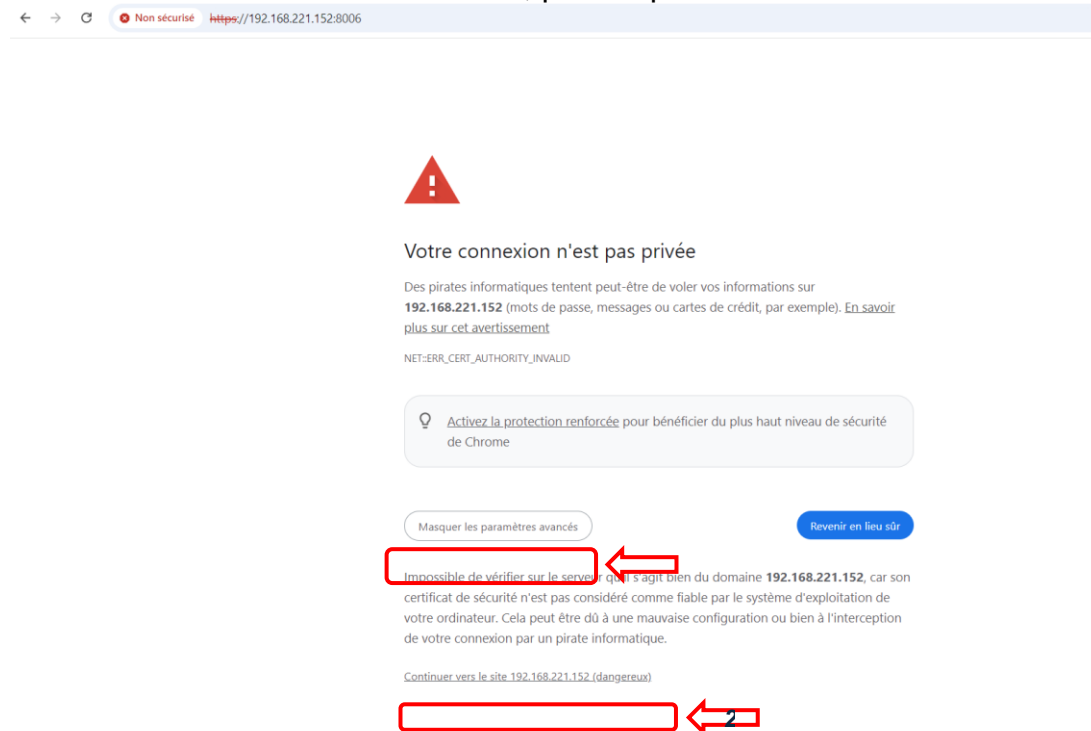 Non sécurisé https://192.168.221.152:8006
Votre connexion n'est pas privée
Des pirates informatiques tentent peut-être de voler vos informations sur
192.168.221.152 (mots de passe, messages ou cartes de crédit, par exemple). En savoir
plus sur cet avertissement
NET::ERR_CERT_AUTHORITY_INVALID
Activez la protection renforcée pour bénéficier du plus haut niveau de sécurité
de Chrome
Masquer les paramètres avancés
Revenir en lieu sûr
Impossible de vérifier sur le serveur qu'il s'agit bien du domaine 192.168.221.152, car son
certificat de sécurité n'est pas considéré comme fiable par le système d'exploitation de
votre ordinateur. Cela peut être dû à une mauvaise configuration ou bien à l'interception
de votre connexion par un pirate informatique.
Continuer vers le site 192.168.221.152 (dangereux)
2